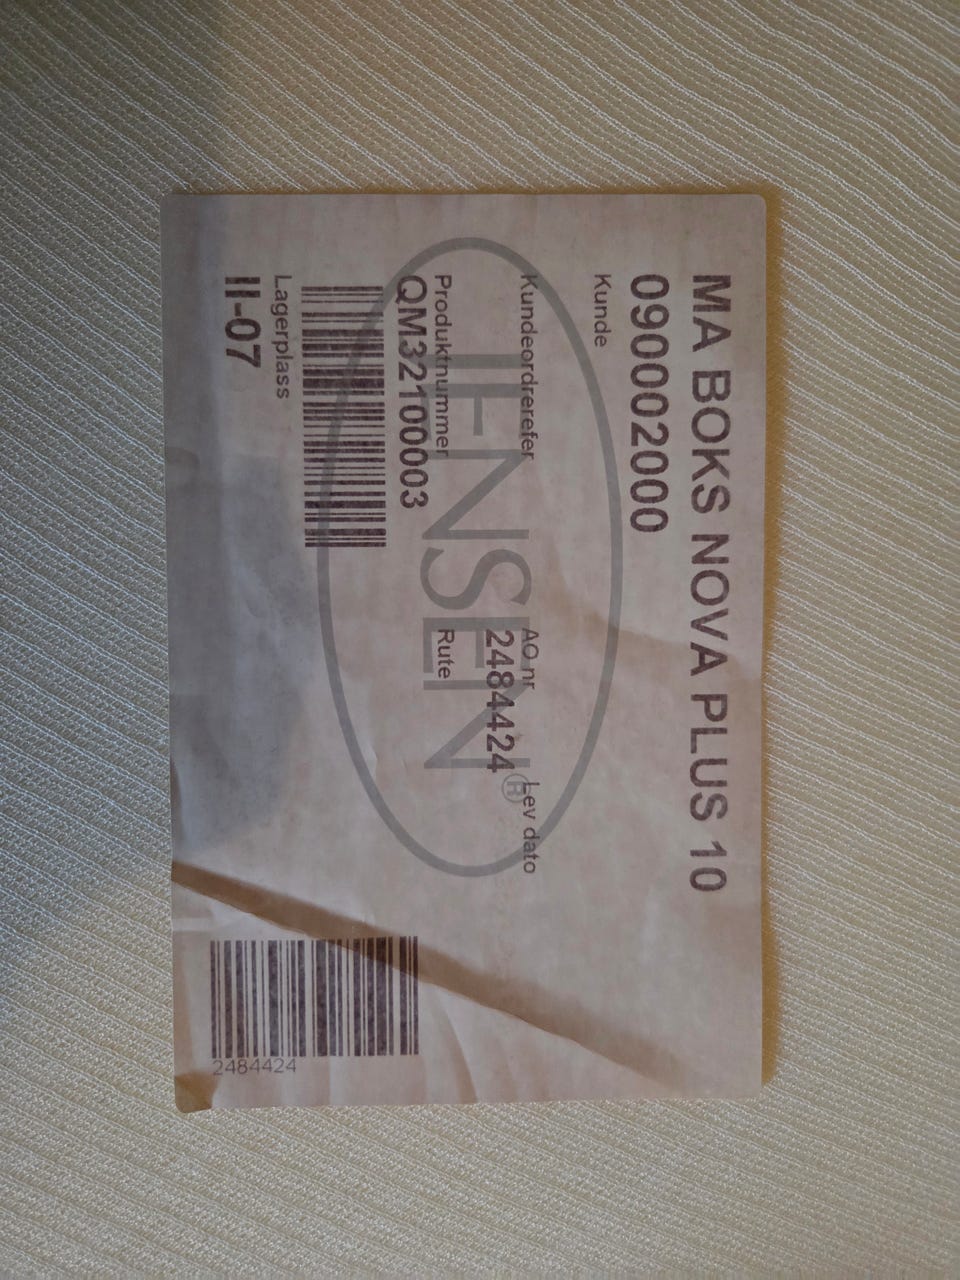 MA BOKS NOVA PLUS 10
090002000
Kunde
Kundeordrerefer AO nr Lev dato
2484424
Produktnummer Rute
QM32100003
Lagerplass
II-07
JENSEN®
2484424